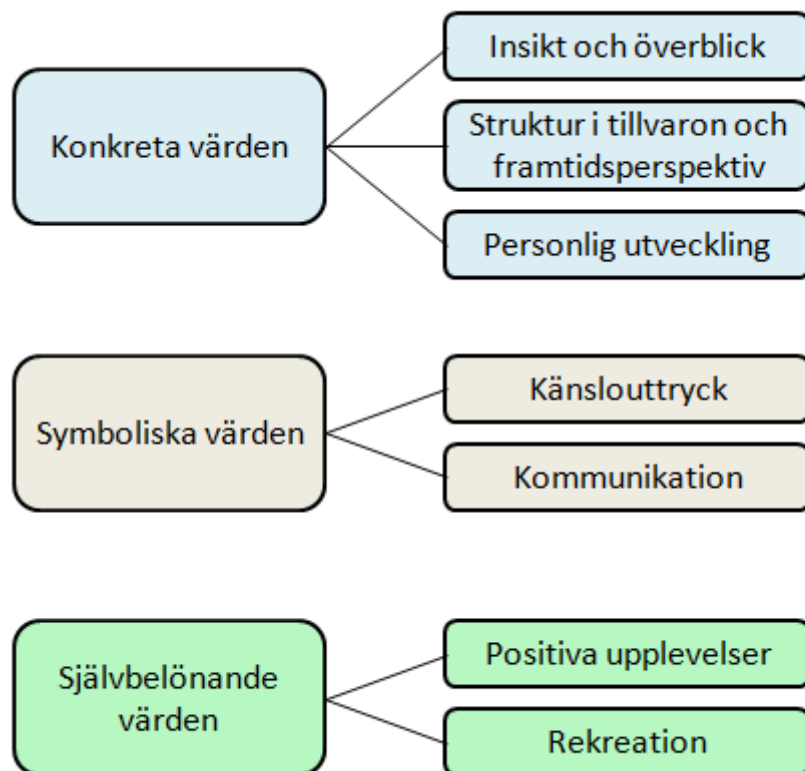 Konkreta värden
Insikt och överblick
Struktur i tillvaron och
framtidsperspektiv
Personlig utveckling
Symboliska värden
Känslouttryck
Kommunikation
Självbelönande
värden
Positiva upplevelser
Rekreation